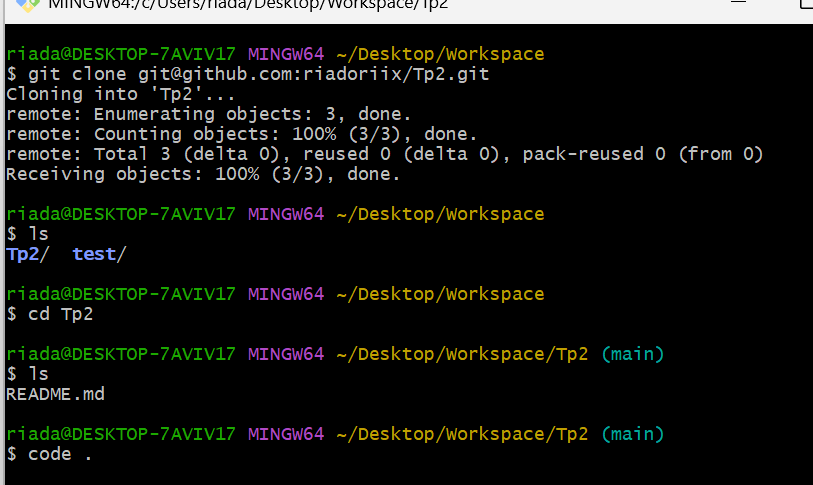 MINGW64:/c/Users/riada/Desktop/Workspace/Tp2
riada@DESKTOP-7AVIV17 MINGW64 ~/Desktop/Workspace
$ git clone git@github.com:riadoriix/Tp2.git
Cloning into 'Tp2'...
remote: Enumerating objects: 3, done.
remote: Counting objects: 100% (3/3), done.
remote: Total 3 (delta 0), reused 0 (delta 0), pack-reused 0 (from 0)
Receiving objects: 100% (3/3), done.
riada@DESKTOP-7AVIV17 MINGW64 ~/Desktop/Workspace
$ ls
Tp2/  test/
riada@DESKTOP-7AVIV17 MINGW64 ~/Desktop/Workspace
$ cd Tp2
riada@DESKTOP-7AVIV17 MINGW64 ~/Desktop/Workspace/Tp2 (main)
$ ls
README.md
riada@DESKTOP-7AVIV17 MINGW64 ~/Desktop/Workspace/Tp2 (main)
$ code .